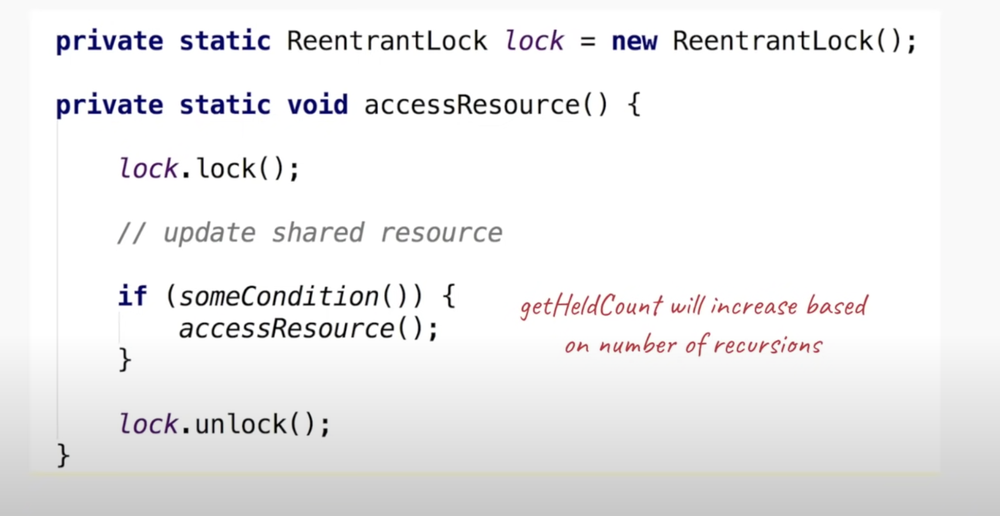 private static ReentrantLock lock = new ReentrantLock();
private static void accessResource() {
lock.lock();
// update shared resource
if (someCondition()) {
accessResource();
}
getHeldCount will increase based
on number of recursions
lock.unlock();
}